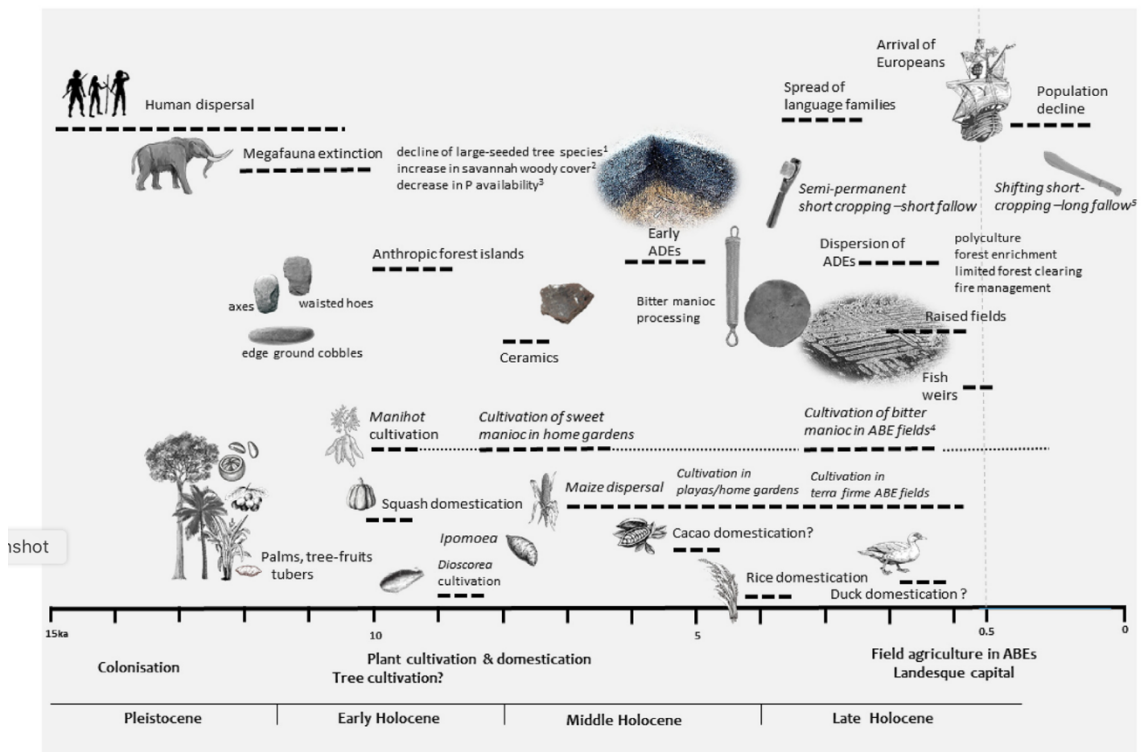 Arrival of
Europeans
Spread of
language families
Population
decline
Human dispersal
Megafauna extinction
decline of large-seeded tree species¹
increase in savannah woody cover²
decrease in P availability³
Semi-permanent
short cropping –short fallow
Shifting short-
cropping –long fallow⁵
Early
ADEs
Anthropic forest islands
Dispersion of
ADEs
polyculture
forest enrichment
limited forest clearing
fire management
axes
waisted hoes
edge ground cobbles
Bitter manioc
processing
Raised fields
Ceramics
Fish
weirs
Manihot
cultivation
Cultivation of sweet
manioc in home gardens
Cultivation of bitter
manioc in ABE fields⁴
Squash domestication
Maize dispersal
Cultivation in
playas/home gardens
Cultivation in
terra firme ABE fields
Ipomoea
Cacao domestication?
nshot
Palms, tree-fruits
tubers
Dioscorea
cultivation
Rice domestication
Duck domestication ?
15ka
10
5
0.5
0
Colonisation
Plant cultivation & domestication
Tree cultivation?
Field agriculture in ABEs
Landesque capital
Pleistocene
Early Holocene
Middle Holocene
Late Holocene